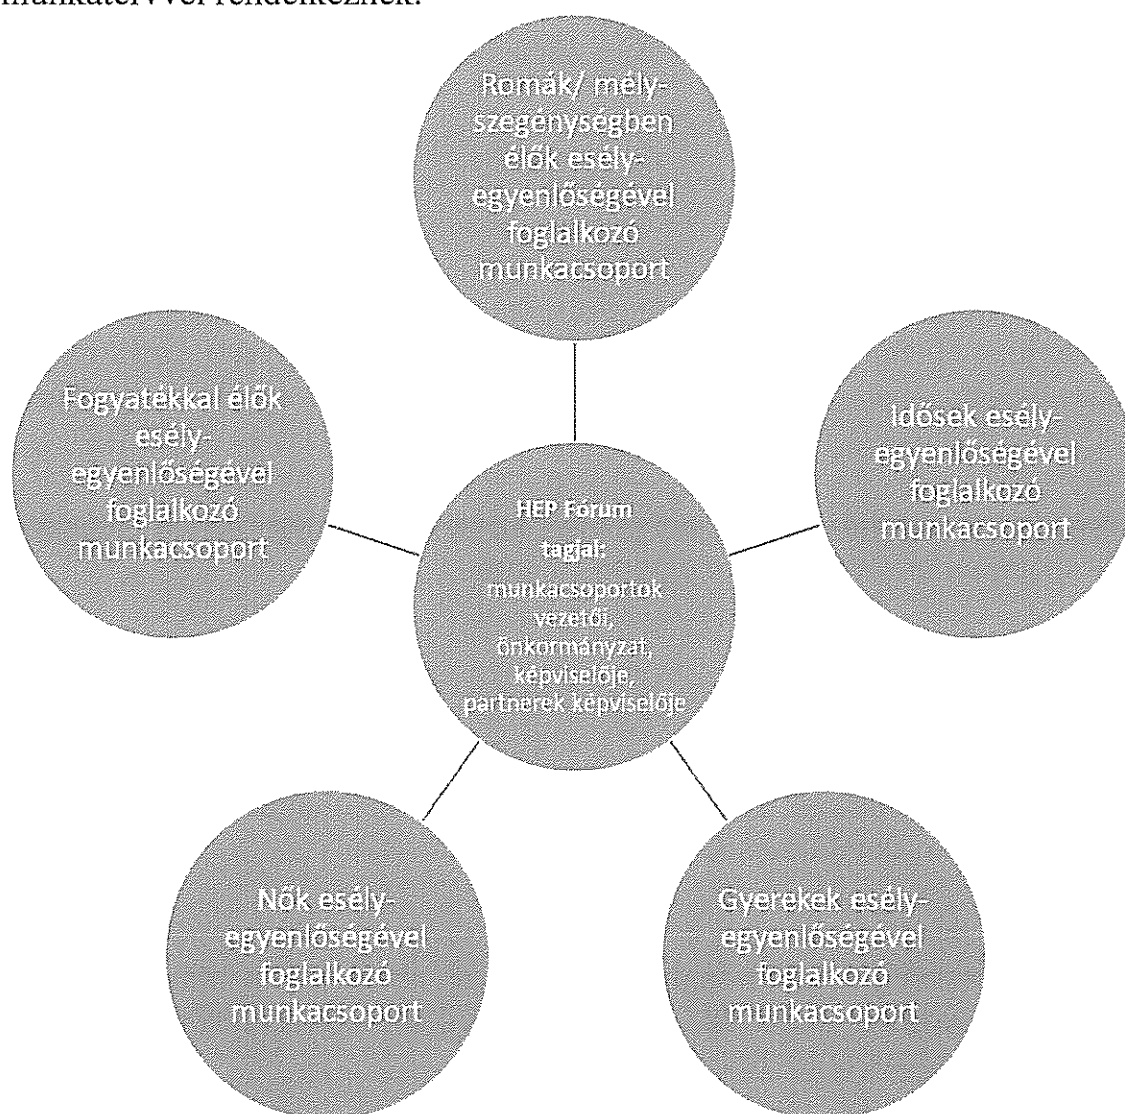 munkatervvel rendelkeznek.
Romák/ mély-
szegénységben
élők esély-
egyenlőségével
foglalkozó
munkacsoport
Fogyatékkal élők
esély-
egyenlőségével
foglalkozó
munkacsoport
Idősek esély-
egyenlőségével
foglalkozó
munkacsoport
HEP Fórum
tagjai:
munkacsoportok
vezetői,
önkormányzat,
képviselője,
partnerek képviselője
Nők esély-
egyenlőségével
foglalkozó
munkacsoport
Gyerekek esély-
egyenlőségével
foglalkozó
munkacsoport